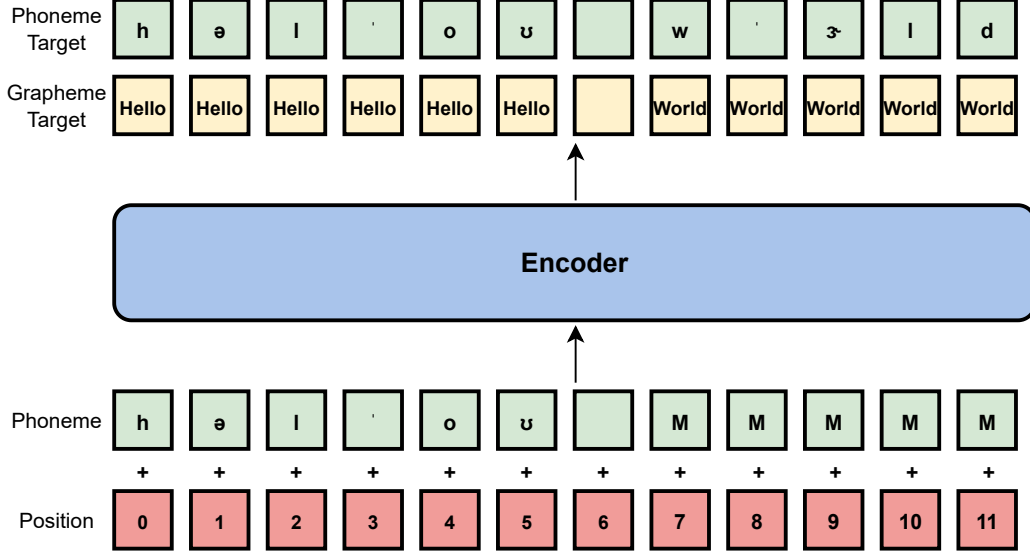 Phoneme Target h ə l ˈ o ʊ w ˈ ɝ l d
Grapheme Target Hello Hello Hello Hello Hello Hello World World World World World
Encoder
Phoneme h ə l ˈ o ʊ M M M M M
+ + + + + + + + + + + +
Position 0 1 2 3 4 5 6 7 8 9 10 11